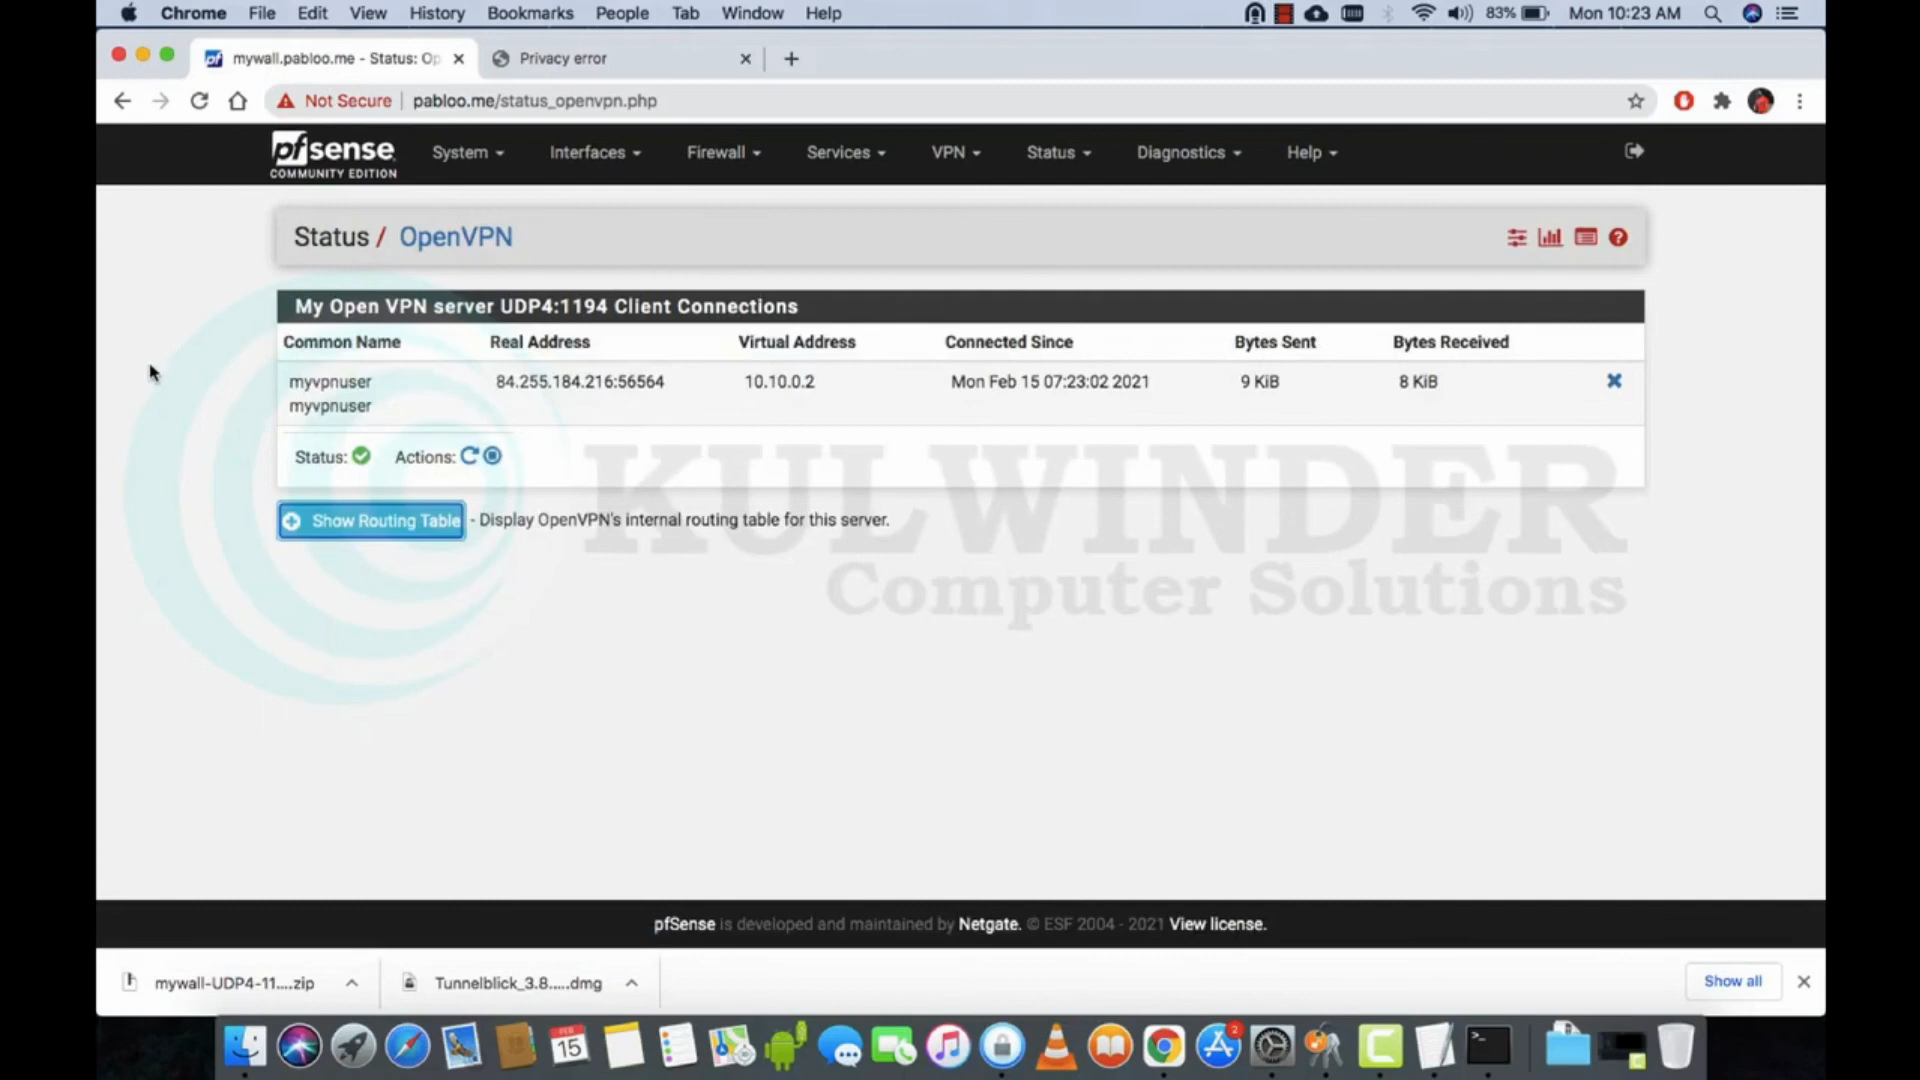 Chrome File Edit View History Bookmarks People Tab Window Help 83% Mon 10:23 AM
mywall.pabloo.me - Status: Op Privacy error
Not Secure pabloo.me/status_openvpn.php
pfsense System Interfaces Firewall Services VPN Status Diagnostics Help
COMMUNITY EDITION
Status / OpenVPN
My Open VPN server UDP4:1194 Client Connections
Common Name Real Address Virtual Address Connected Since Bytes Sent Bytes Received
myvpnuser 84.255.184.216:56564 10.10.0.2 Mon Feb 15 07:23:02 2021 9 KiB 8 KiB
myvpnuser
Status: Actions:
Show Routing Table - Display OpenVPN's internal routing table for this server.
KULWINDER
Computer Solutions
pfSense is developed and maintained by Netgate. © ESF 2004 - 2021 View license.
mywall-UDP4-11....zip Tunnelblick_3.8.....dmg Show all
FEB
15
2